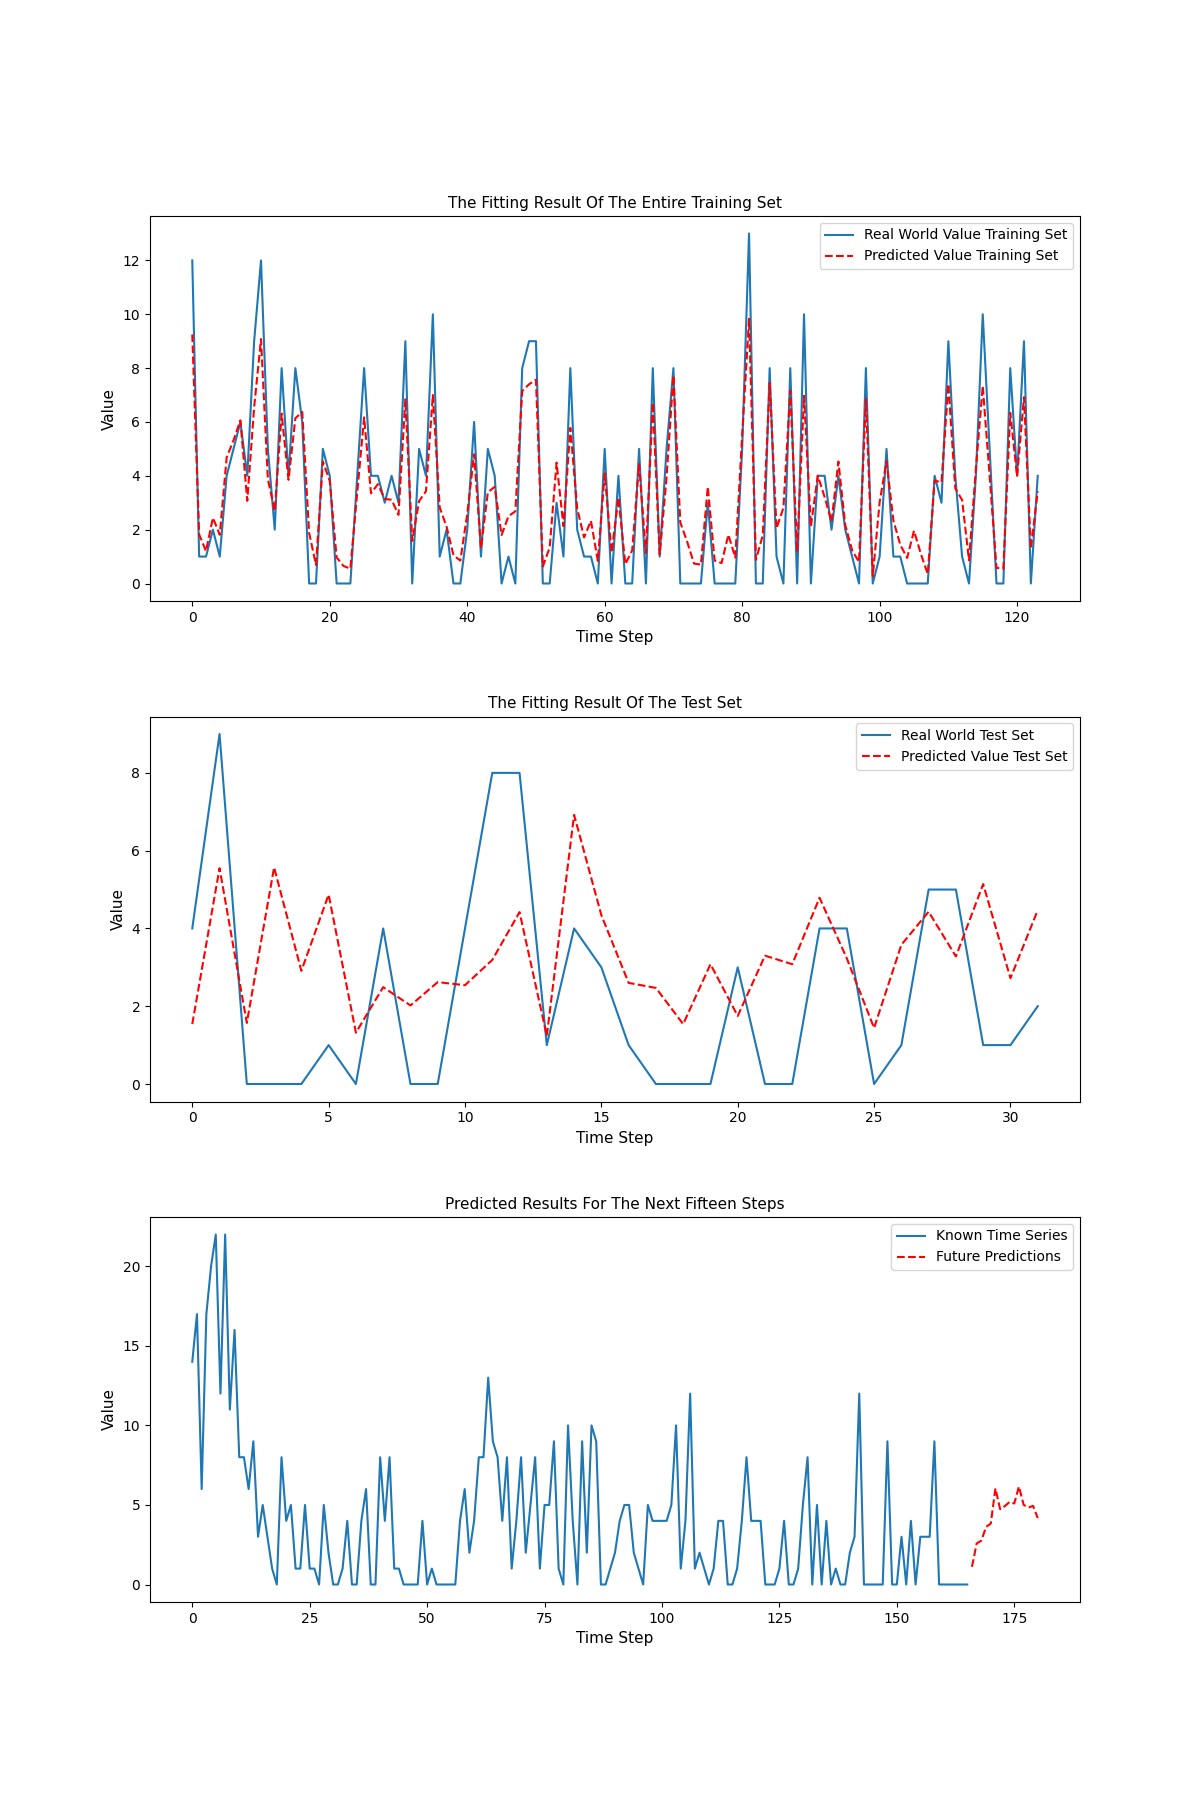 The Fitting Result Of The Entire Training Set
Real World Value Training Set
Predicted Value Training Set
12
10
8
6
4
2
0
Value
0 20 40 60 80 100 120
Time Step
The Fitting Result Of The Test Set
Real World Test Set
Predicted Value Test Set
8
6
4
2
0
Value
0 5 10 15 20 25 30
Time Step
Predicted Results For The Next Fifteen Steps
Known Time Series
Future Predictions
20
15
10
5
0
Value
0 25 50 75 100 125 150 175
Time Step